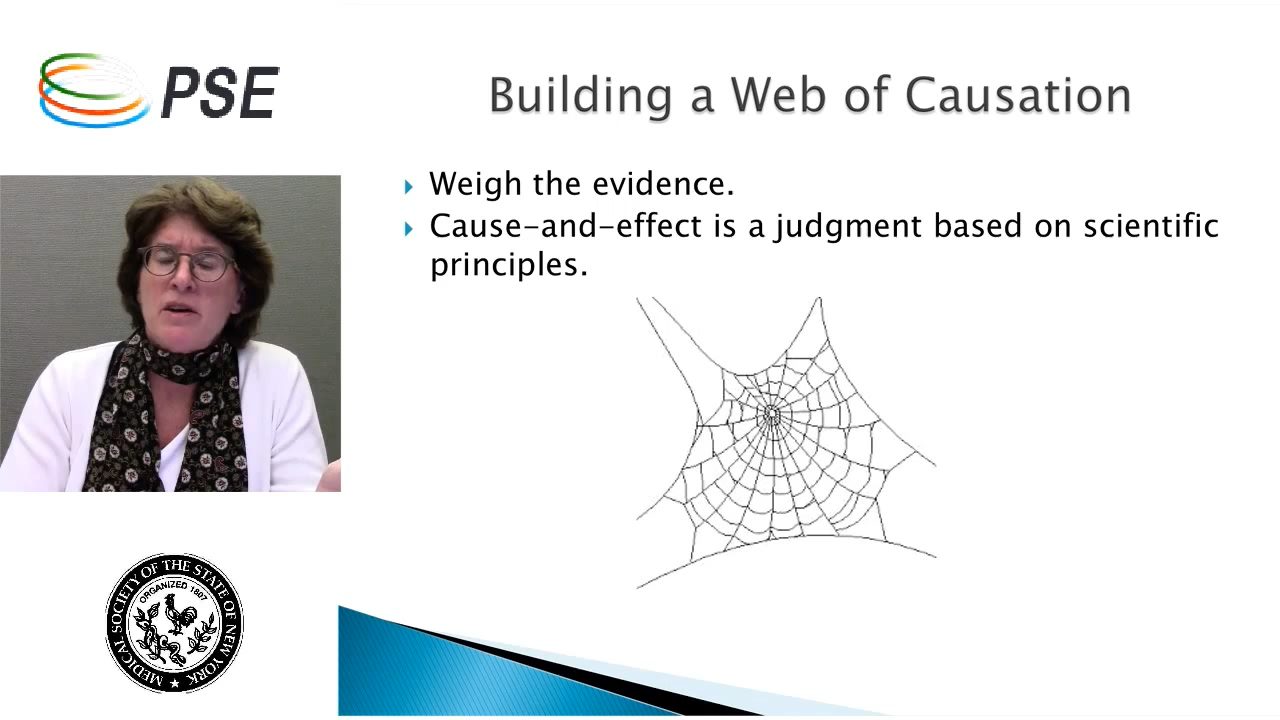 PSE
Building a Web of Causation
Weigh the evidence.
Cause-and-effect is a judgment based on scientific
principles.
MEDICAL SOCIETY OF THE STATE OF NEW YORK
ORGANIZED 1807